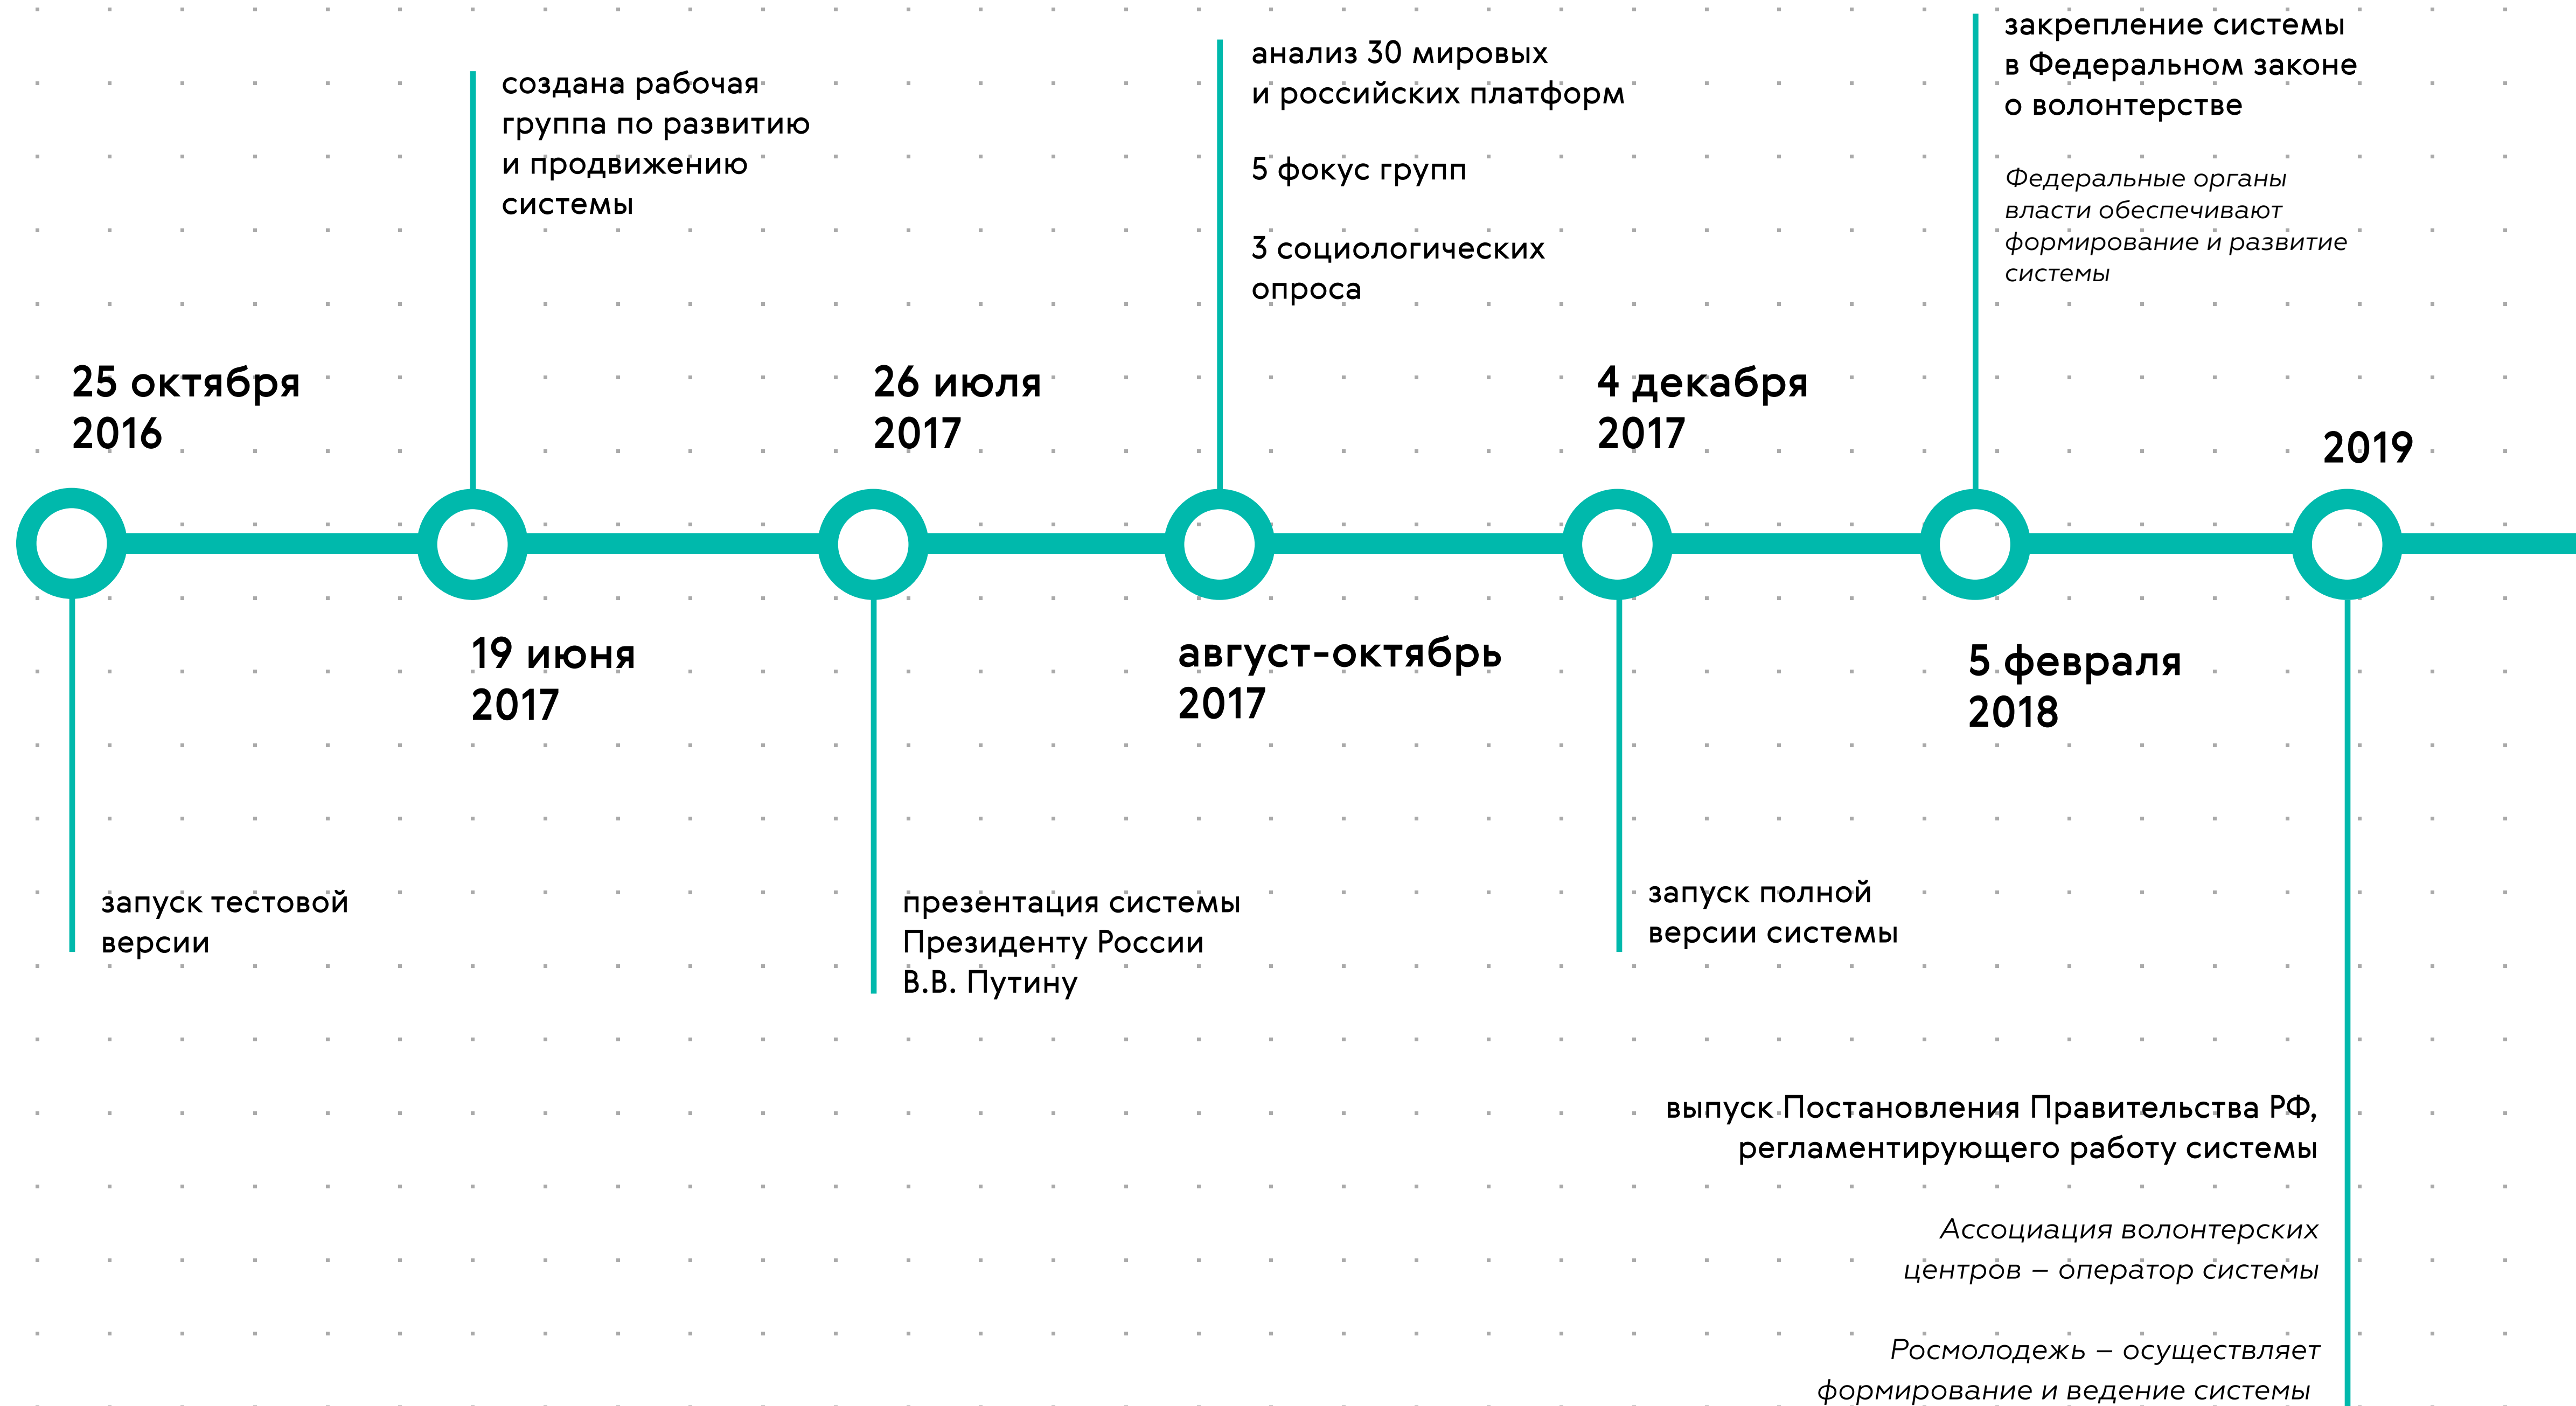 25 октября
2016
запуск тестовой
версии
создана рабочая
группа по развитию
и продвижению
системы
19 июня
2017
26 июля
2017
презентация системы
Президенту России
В.В. Путину
анализ 30 мировых
и российских платформ
5 фокус групп
3 социологических
опроса
август-октябрь
2017
4 декабря
2017
запуск полной
версии системы
закрепление системы
в Федеральном законе
о волонтерстве
Федеральные органы
власти обеспечивают
формирование и развитие
системы
5 февраля
2018
2019
выпуск Постановления Правительства РФ,
регламентирующего работу системы
Ассоциация волонтерских
центров – оператор системы
Росмолодежь – осуществляет
формирование и ведение системы